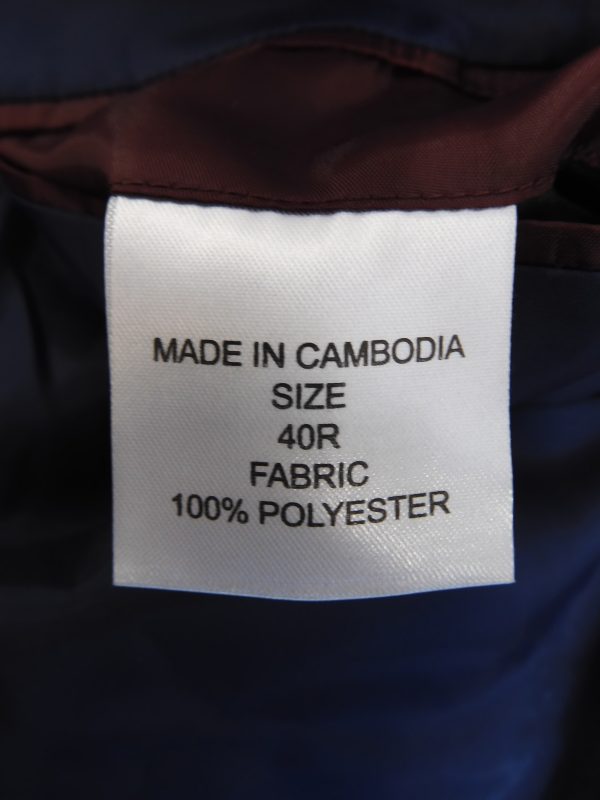 MADE IN CAMBODIA
SIZE
40R
FABRIC
100% POLYESTER